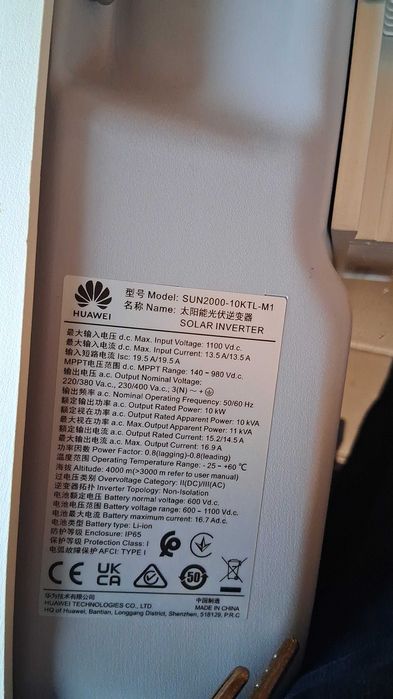 HUAWEI
型号 Model: SUN2000-10KTL-M1
名称 Name: 太阳能光伏逆变器
SOLAR INVERTER
最大输入电压 d.c. Max. Input Voltage: 1100 Vd.c.
最大输入电流 d.c. Max. Input Current: 13.5 A/13.5 A
输入短路电流 Isc: 19.5 A/19.5 A
MPPT电压范围 d.c. MPPT Range: 140 ~ 980 Vd.c.
输出电压 a.c. Output Nominal Voltage:
220/380 Va.c., 230/400 Va.c., 3(N) ~ +
输出频率 a.c. Nominal Operating Frequency: 50/60 Hz
额定输出功率 a.c. Output Rated Power: 10 kW
额定视在功率 a.c. Output Rated Apparent Power: 10 kVA
最大视在功率 a.c. Output Max. Apparent Power: 11 kVA
额定输出电流 a.c. Output Rated Current: 15.2/14.5 A
最大输出电流 a.c. Output Max. Current: 16.9 A
功率因数 Power Factor: 0.8(lagging)-0.8(leading)
温度范围 Operating Temperature Range: - 25 ~ +60 ℃
海拔 Altitude: 4000 m (>3000 m refer to user manual)
过电压类别 Overvoltage Category: II(DC)/III(AC)
逆变器拓扑 Inverter Topology: Non-Isolation
电池额定电压 Battery normal voltage: 600 Vd.c.
电池电压范围 Battery voltage range: 600 ~ 1100 Vd.c.
电池最大电流 Battery maximum current: 16.7 Ad.c.
电池类型 Battery type: Li-ion
防护等级 Enclosure: IP65
保护等级 Protection Class: I
电弧故障保护 AFCI: TYPE I
CE UK CA 50
华为技术有限公司
HUAWEI TECHNOLOGIES CO., LTD
HQ of Huawei, Bantian, Longgang District, Shenzhen, 518129, P.R.C
中国制造
MADE IN CHINA